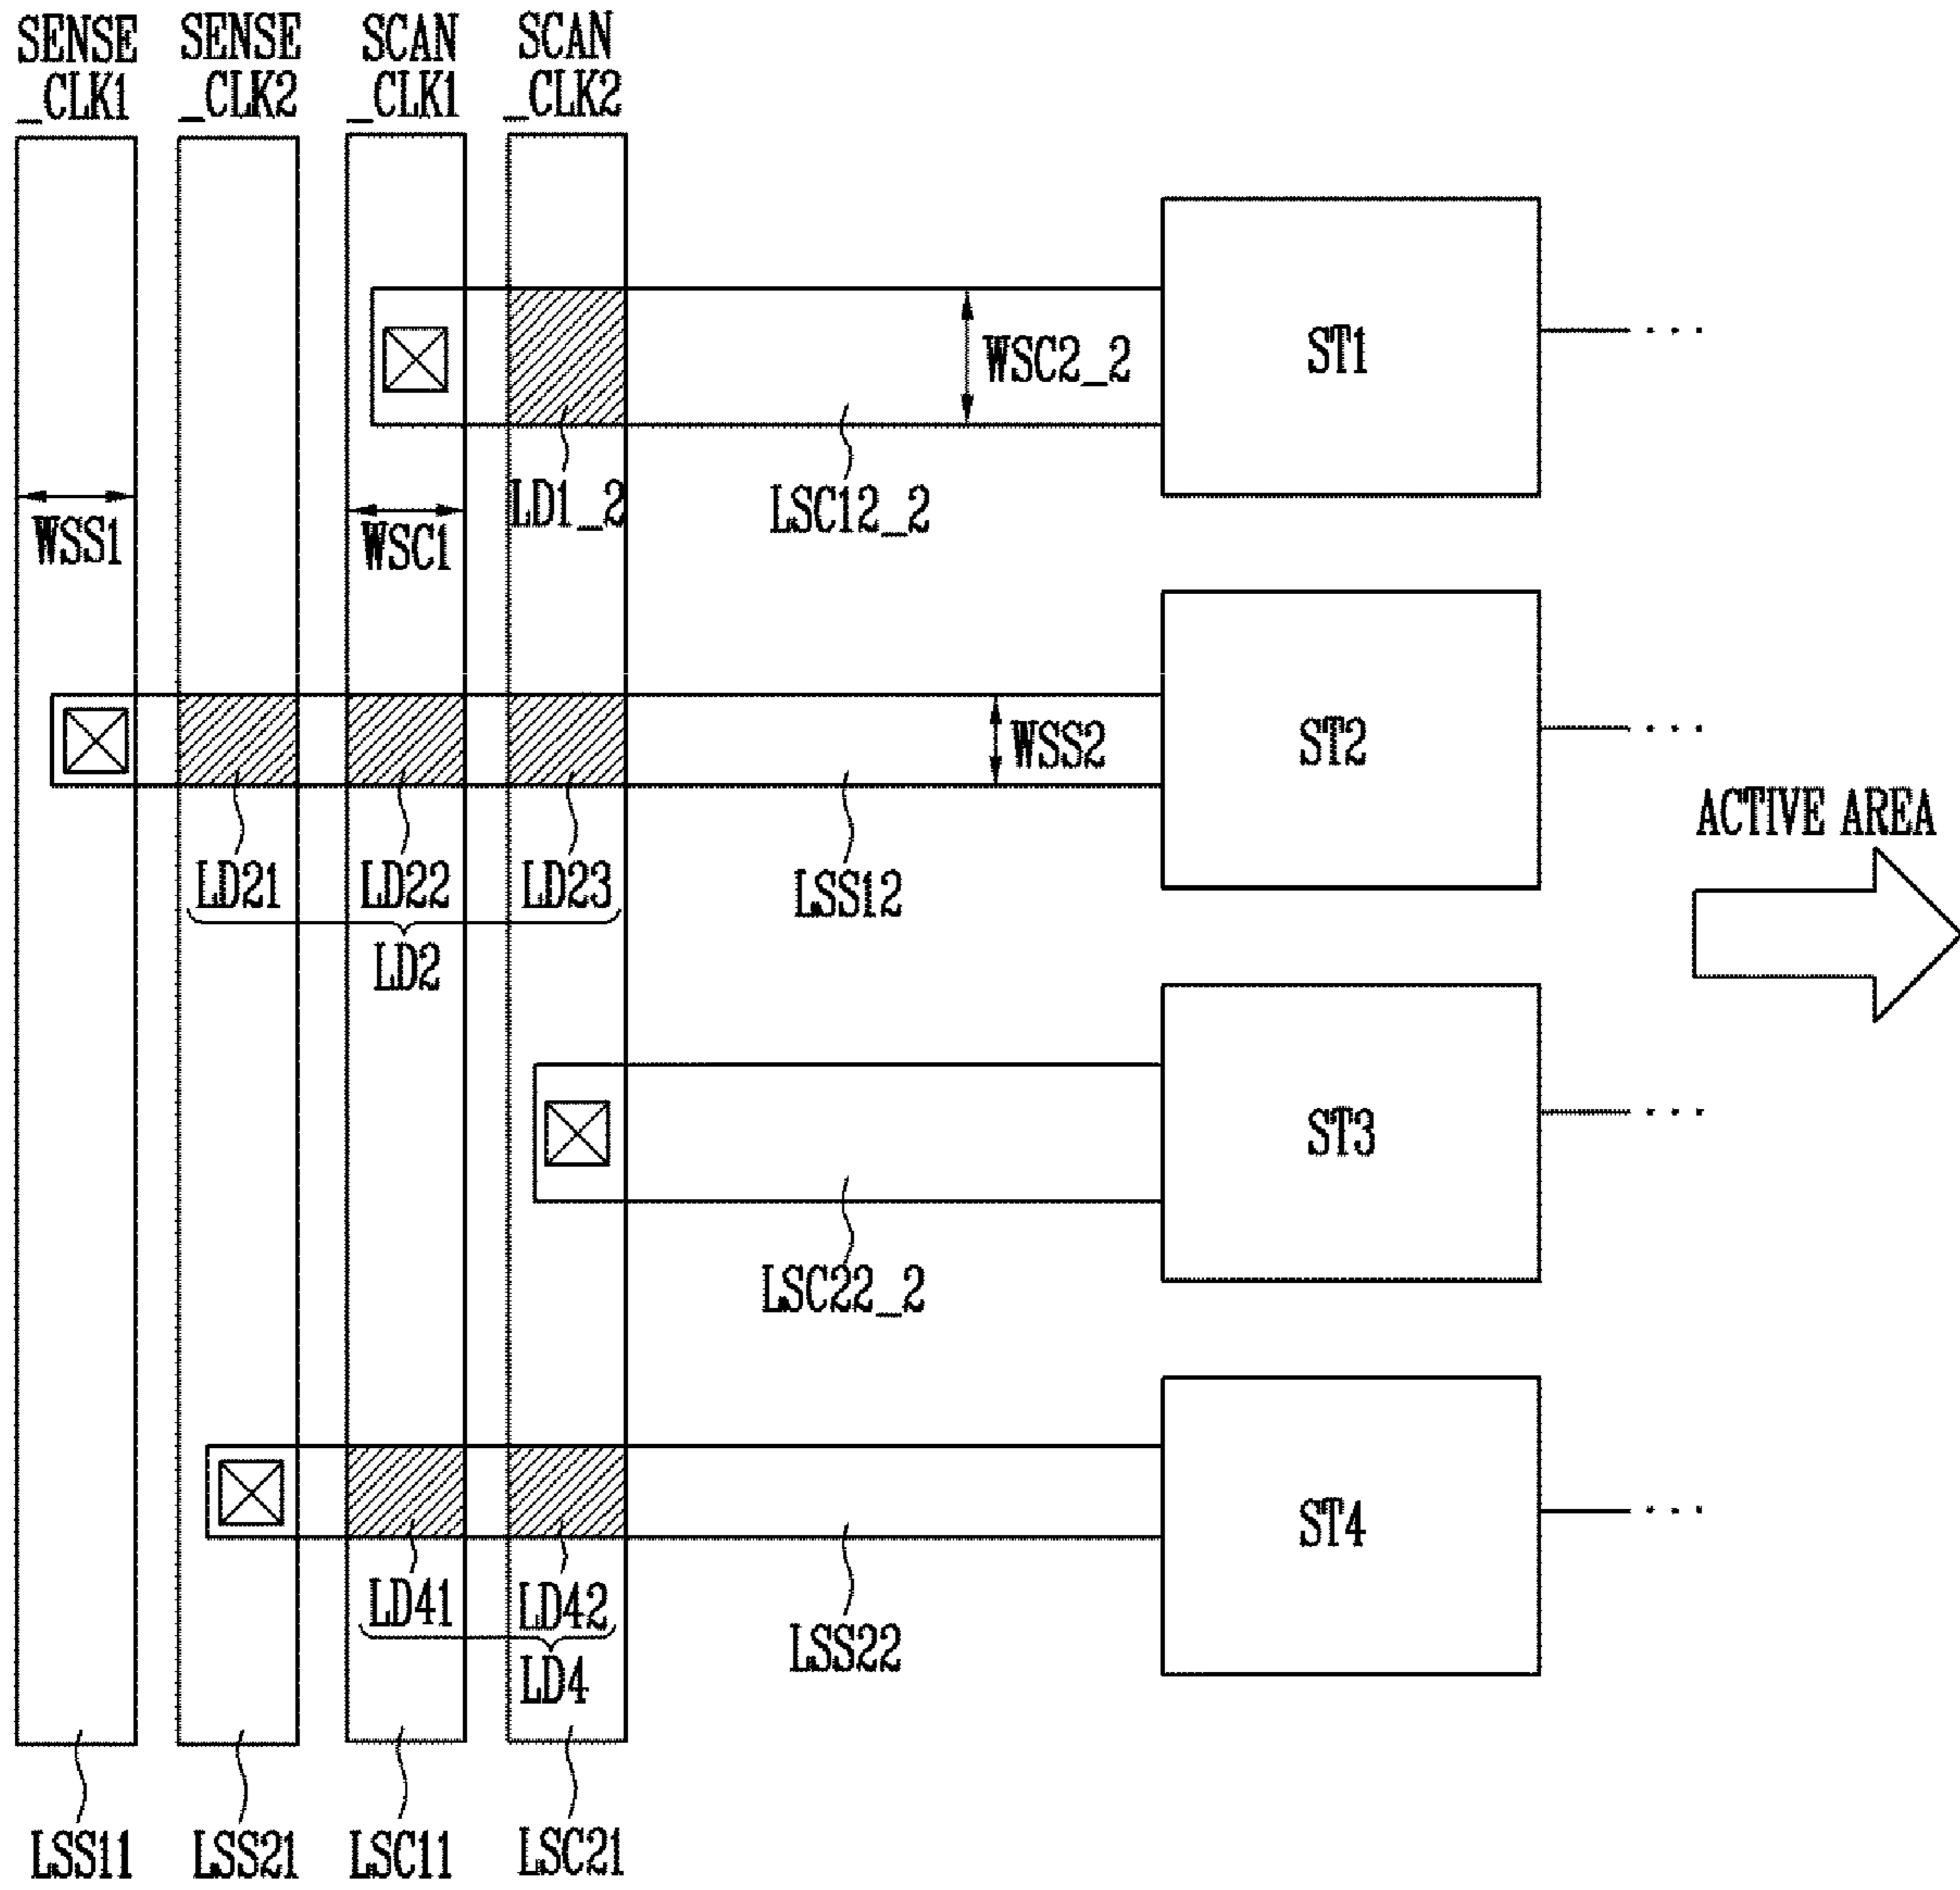 SENSE
_CLK1
SENSE
_CLK2
SCAN
_CLK1
SCAN
_CLK2
ST1
· · ·
WSC2_2
LD1_2
LSC12_2
WSS1
WSC1
ST2
· · ·
WSS2
LD21
LD22
LD23
LSS12
LD2
ACTIVE AREA
ST3
· · ·
LSC22_2
ST4
· · ·
LD41
LD42
LSS22
LD4
LSS11
LSS21
LSC11
LSC21